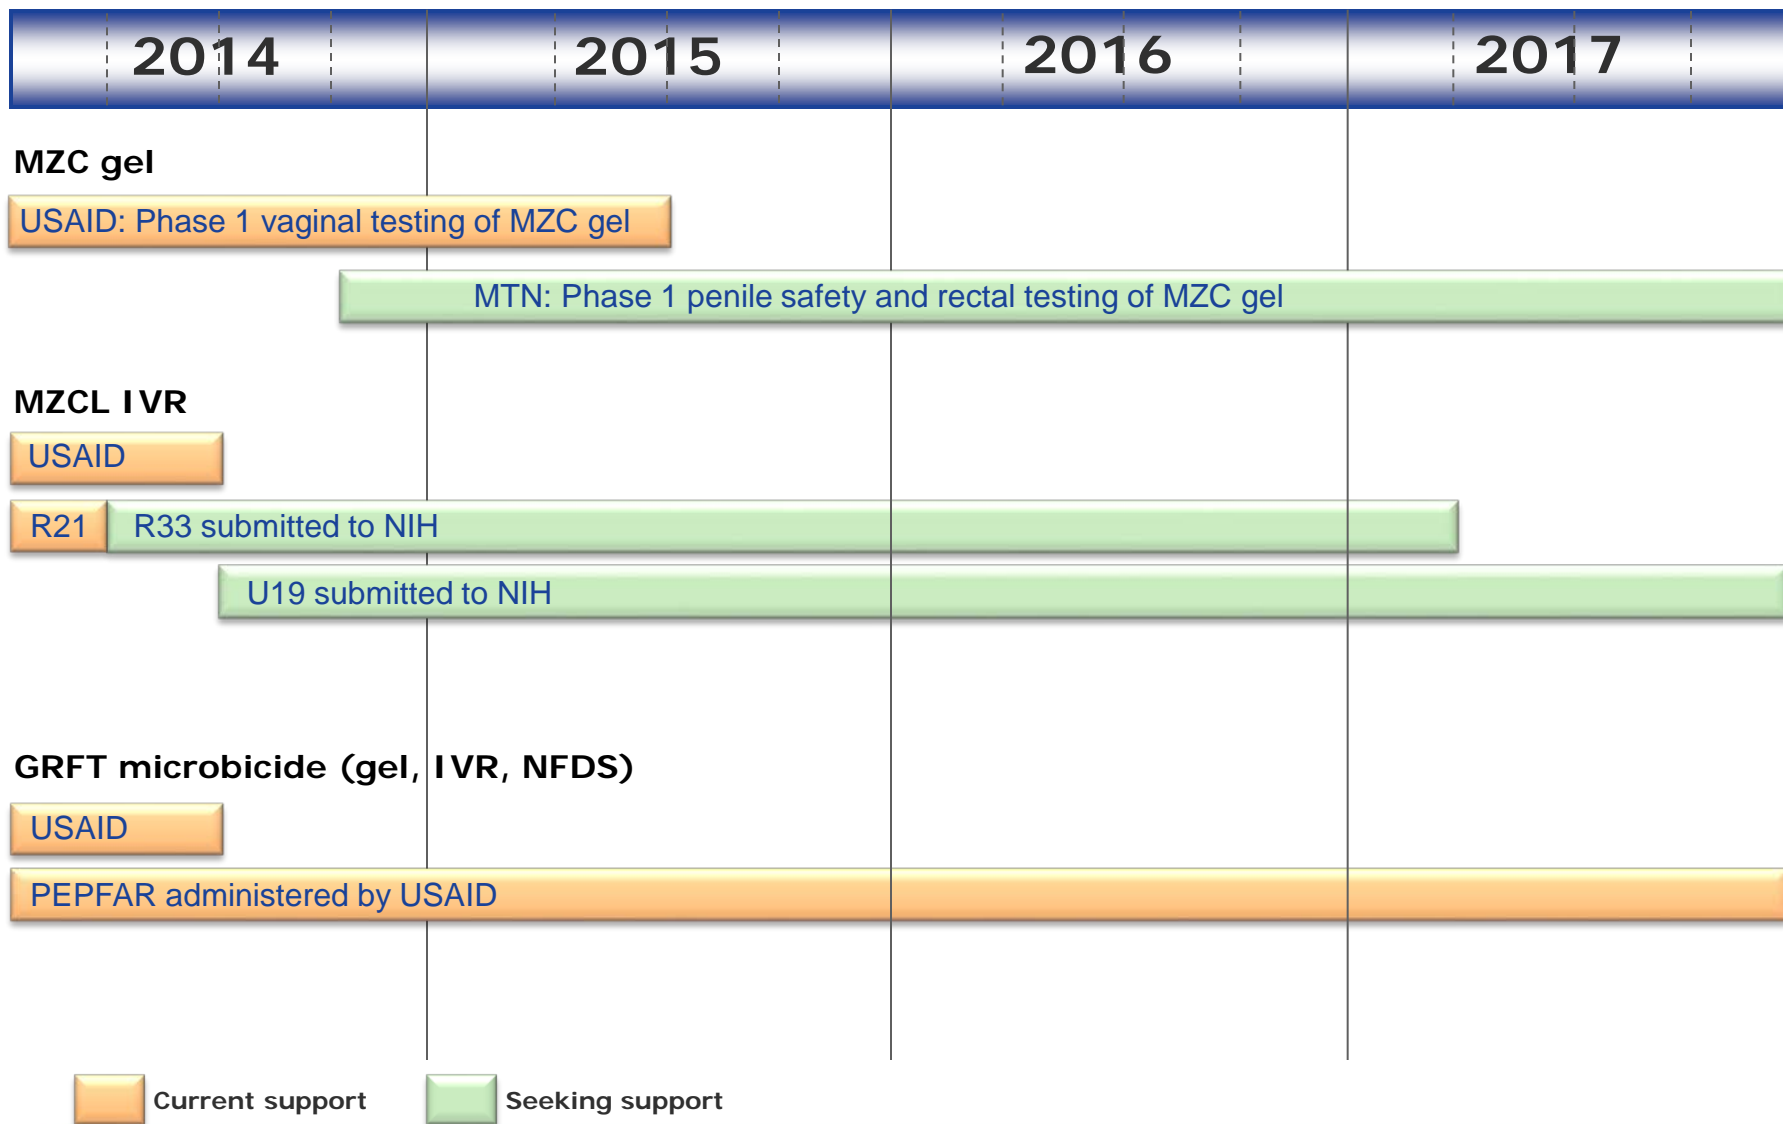 2014 2015 2016 2017
MZC gel
USAID: Phase 1 vaginal testing of MZC gel
MTN: Phase 1 penile safety and rectal testing of MZC gel
MZCL IVR
USAID
R21 R33 submitted to NIH
U19 submitted to NIH
GRFT microbicide (gel, IVR, NFDS)
USAID
PEPFAR administered by USAID
Current support Seeking support